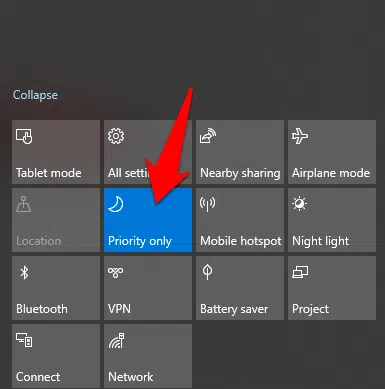 Collapse
Tablet mode
All setti
Nearby sharing
Airplane mode
Location
Priority only
Mobile hotspot
Night light
Bluetooth
VPN
Battery saver
Project
Connect
Network